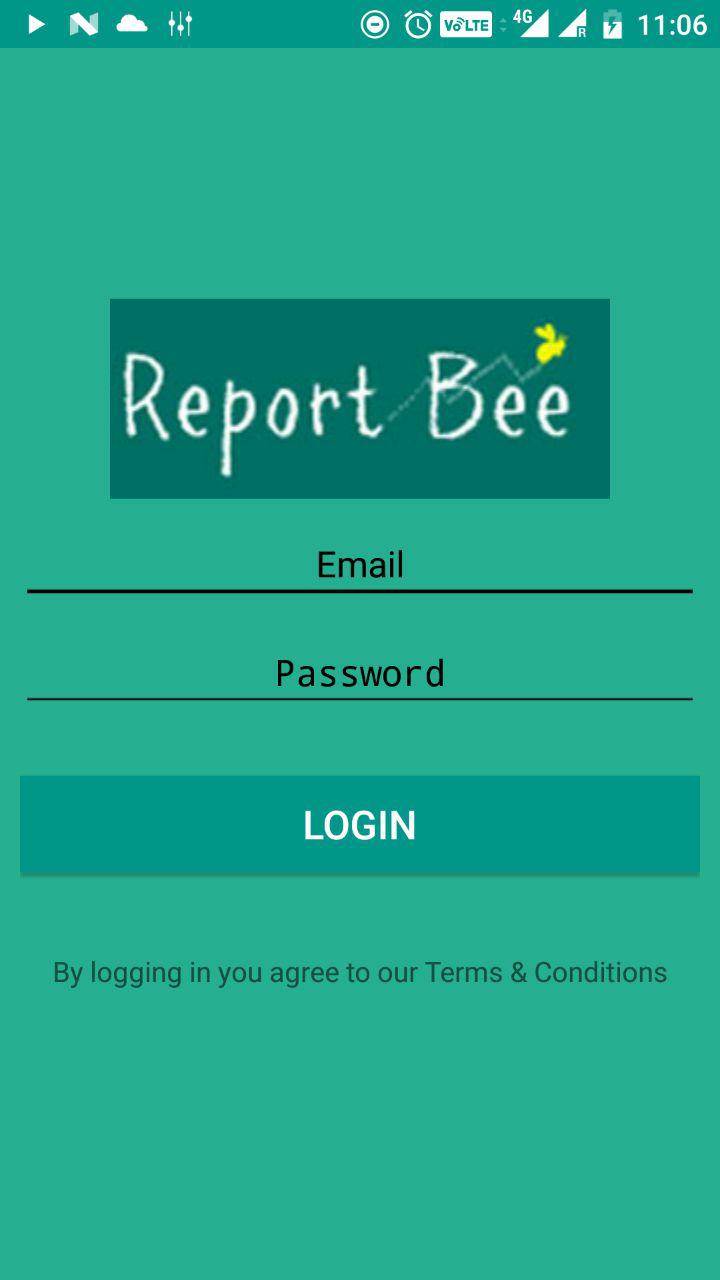 VoLTE 4G R 11:06
Report Bee
Email
Password
LOGIN
By logging in you agree to our Terms & Conditions